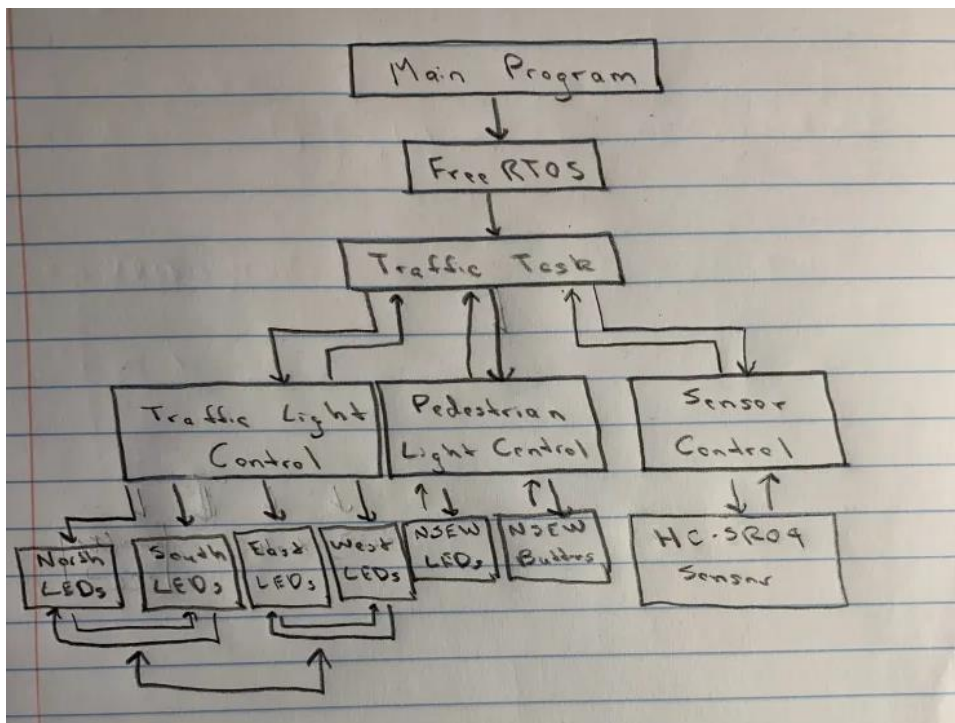 Main Program
Free RTOS
Traffic Task
Traffic Light
Control
Pedestrian
Light Control
Sensor
Control
North
LEDs
South
LEDs
East
LEDs
West
LEDs
NSEW
LEDs
NSEW
Buttons
HC-SR04
Sensor